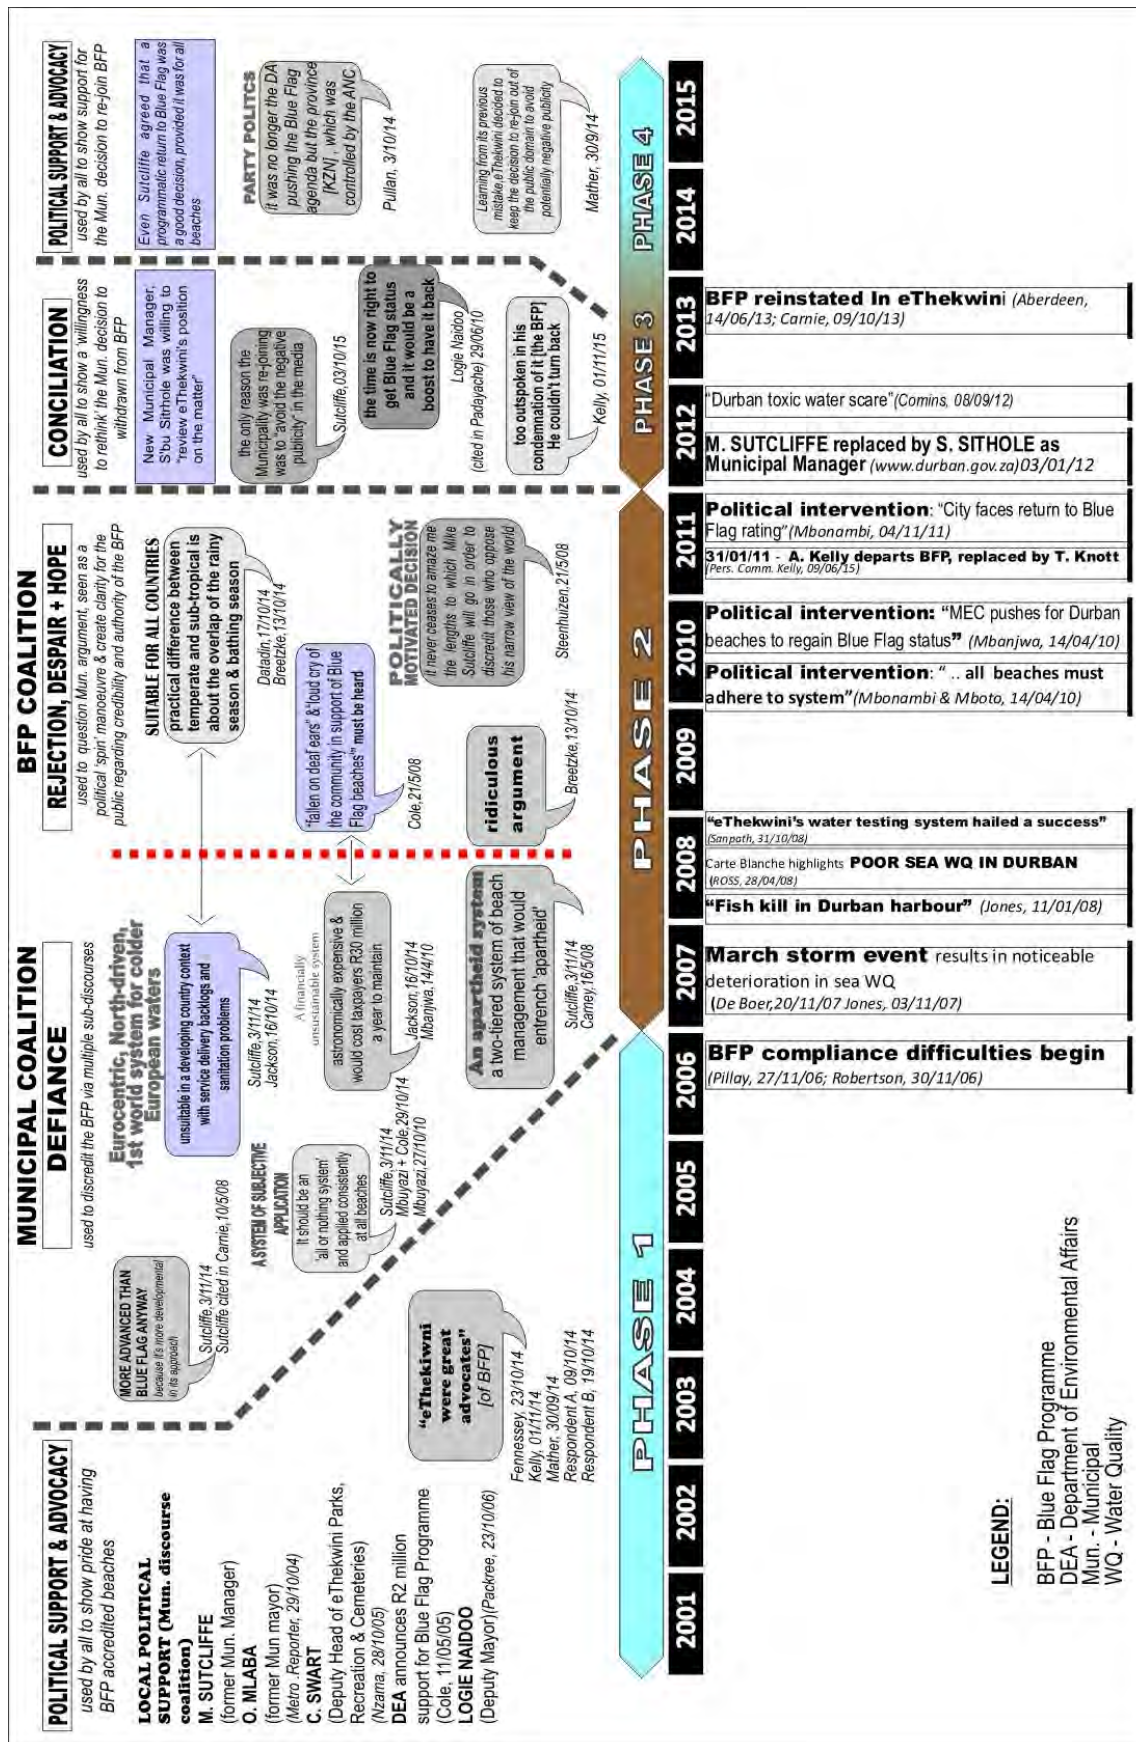 POLITICAL SUPPORT & ADVOCACY
used by all to show pride at having
BFP accredited beaches
LOCAL POLITICAL
SUPPORT (Mun. discourse
coalition)
M. SUTCLIFFE
(former Mun. Manager)
O. MLABA
(former Mun mayor)
(Metro .Reporter, 29/10/04)
C. SWART
(Deputy Head of eThekwini Parks,
Recreation & Cemeteries)
(Nzama, 28/10/05)
DEA announces R2 million
support for Blue Flag Programme
(Cole, 11/05/05)
LOGIE NAIDOO
(Deputy Mayor)(Packree, 23/10/06)
"eThekiwni
were great
advocates"
[of BFP]
Fennessey, 23/10/14
Kelly, 01/11/14
Mather, 30/09/14
Respondent A, 09/10/14
Respondent B, 19/10/14
MUNICIPAL COALITION
DEFIANCE
used to discredit the BFP via multiple sub-discourses
MORE ADVANCED THAN
BLUE FLAG ANYWAY
because it's more developmental
in its approach
Sutcliffe,3/11/14
Sutcliffe cited in Carnie,10/5/08
Eurocentric, North-driven,
1st world system for colder
European waters
unsuitable in a developing country context
with service delivery backlogs and
sanitation problems
Sutcliffe,3/11/14
Jackson,16/10/14
A SYSTEM OF SUBJECTIVE
APPLICATION
It should be an
'all or nothing system'
and applied consistently
at all beaches
Sutcliffe,3/11/14
Mbuyazi + Cole,29/10/14
Mbuyazi,27/10/10
A financially
unsustainable system
astronomically expensive &
would cost taxpayers R30 million
a year to maintain
Jackson,16/10/14
Mbanjwa,14/4/10
An apartheid system
a two-tiered system of beach
management that would
entrench 'apartheid'
Sutcliffe,3/11/14
Carney,16/5/08
BFP COALITION
REJECTION, DESPAIR + HOPE
used to question Mun. argument, seen as a
political 'spin' manoeuvre & create clarity for the
public regarding credibility and authority of the BFP
SUITABLE FOR ALL COUNTRIES
practical difference between
temperate and sub-tropical is
about the overlap of the rainy
season & bathing season
Datadin,17/10/14
Breetzke,13/10/14
"fallen on deaf ears" &'loud cry of
the community in support of Blue
Flag beaches'" must be heard
Cole,21/5/08
POLITICALLY
MOTIVATED DECISION
It never ceases to amaze me
the lengths to which Mike
Sutcliffe will go in order to
discredit those who oppose
his narrow view of the world
Steenhuizen,21/5/08
ridiculous
argument
Breetzke,13/10/14
CONCILIATION
used by all to show a 'willingness
to rethink' the Mun. decision to
withdrawn from BFP
New Municipal Manager,
S'bu Sithole was willing to
"review eThekwini's position
on the matter"
the only reason the
Municipality was re-joining
was to "avoid the negative
publicity" in the media
Sutcliffe,03/10/15
the time is now right to
get Blue Flag status
and it would be a
boost to have it back
Logie Naidoo
(cited in Padayache) 29/06/10
too outspoken in his
condemnation of it [the BFP]
He couldn't turn back
Kelly, 01/11/15
POLITICAL SUPPORT & ADVOCACY
used by all to show support for
the Mun. decision to re-join BFP
Even Sutcliffe agreed that a
programmatic return to Blue Flag was
a good decision, provided it was for all
beaches
PARTY POLITCS
it was no longer the DA
pushing the Blue Flag
agenda but the province
[KZN] , which was
controlled by the ANC
Pullan, 3/10/14
Learning from its previous
mistake,eThekwini decided to
keep the decision to re-join out of
the public domain to avoid
potentially negative publicity
Mather, 30/9/14
PHASE 1
PHASE 2
PHASE 3
PHASE 4
2001
2002
2003
2004
2005
2006
2007
2008
2009
2010
2011
2012
2013
2014
2015
BFP compliance difficulties begin
(Pillay, 27/11/06; Robertson, 30/11/06)
March storm event results in noticeable
deterioration in sea WQ
(De Boer,20/11/07 Jones, 03/11/07)
"eThekwini's water testing system hailed a success"
(Sanpath, 31/10/08)
Carte Blanche highlights POOR SEA WQ IN DURBAN
(ROSS, 28/04/08)
"Fish kill in Durban harbour" (Jones, 11/01/08)
Political intervention: "MEC pushes for Durban
beaches to regain Blue Flag status" (Mbanjwa, 14/04/10)
Political intervention: " .. all beaches must
adhere to system"(Mbonambi & Mboto, 14/04/10)
Political intervention: "City faces return to Blue
Flag rating"(Mbonambi, 04/11/11)
31/01/11 - A. Kelly departs BFP, replaced by T. Knott
(Pers. Comm. Kelly, 09/06/15)
"Durban toxic water scare"(Comins, 08/09/12)
M. SUTCLIFFE replaced by S. SITHOLE as
Municipal Manager (www.durban.gov.za)03/01/12
BFP reinstated In eThekwini (Aberdeen,
14/06/13; Carnie, 09/10/13)
LEGEND:
BFP - Blue Flag Programme
DEA - Department of Environmental Affairs
Mun. - Municipal
WQ - Water Quality